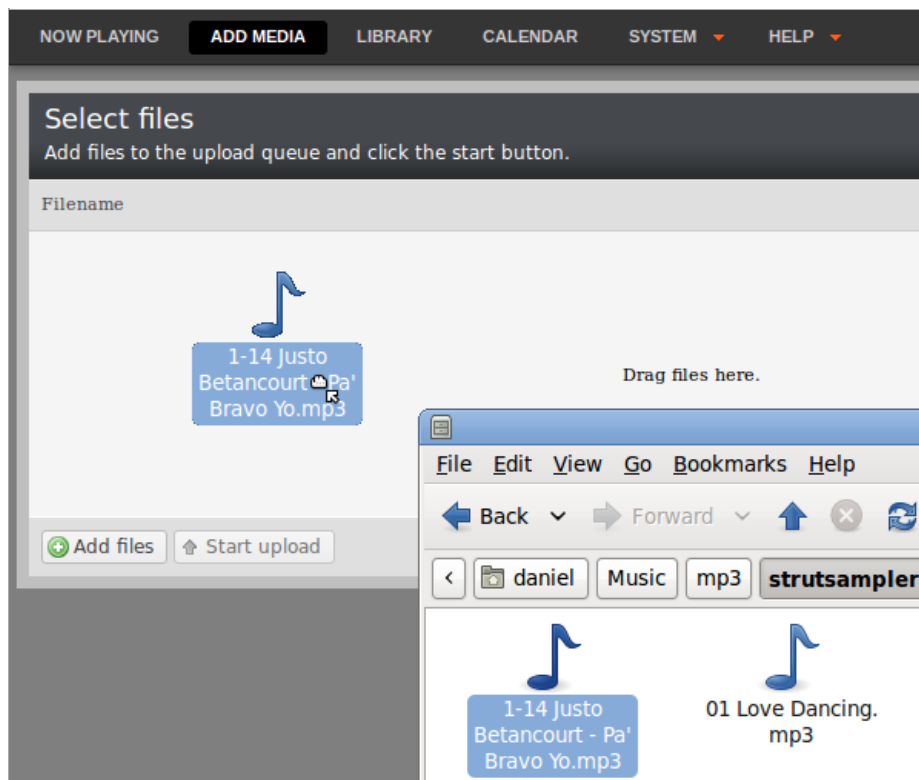 NOW PLAYING ADD MEDIA LIBRARY CALENDAR SYSTEM HELP
Select files
Add files to the upload queue and click the start button.
Filename
1-14 Justo
Betancourt - Pa'
Bravo Yo.mp3
Drag files here.
Add files Start upload
File Edit View Go Bookmarks Help
Back Forward
daniel Music mp3 strutsampler
1-14 Justo
Betancourt - Pa'
Bravo Yo.mp3
01 Love Dancing.
mp3